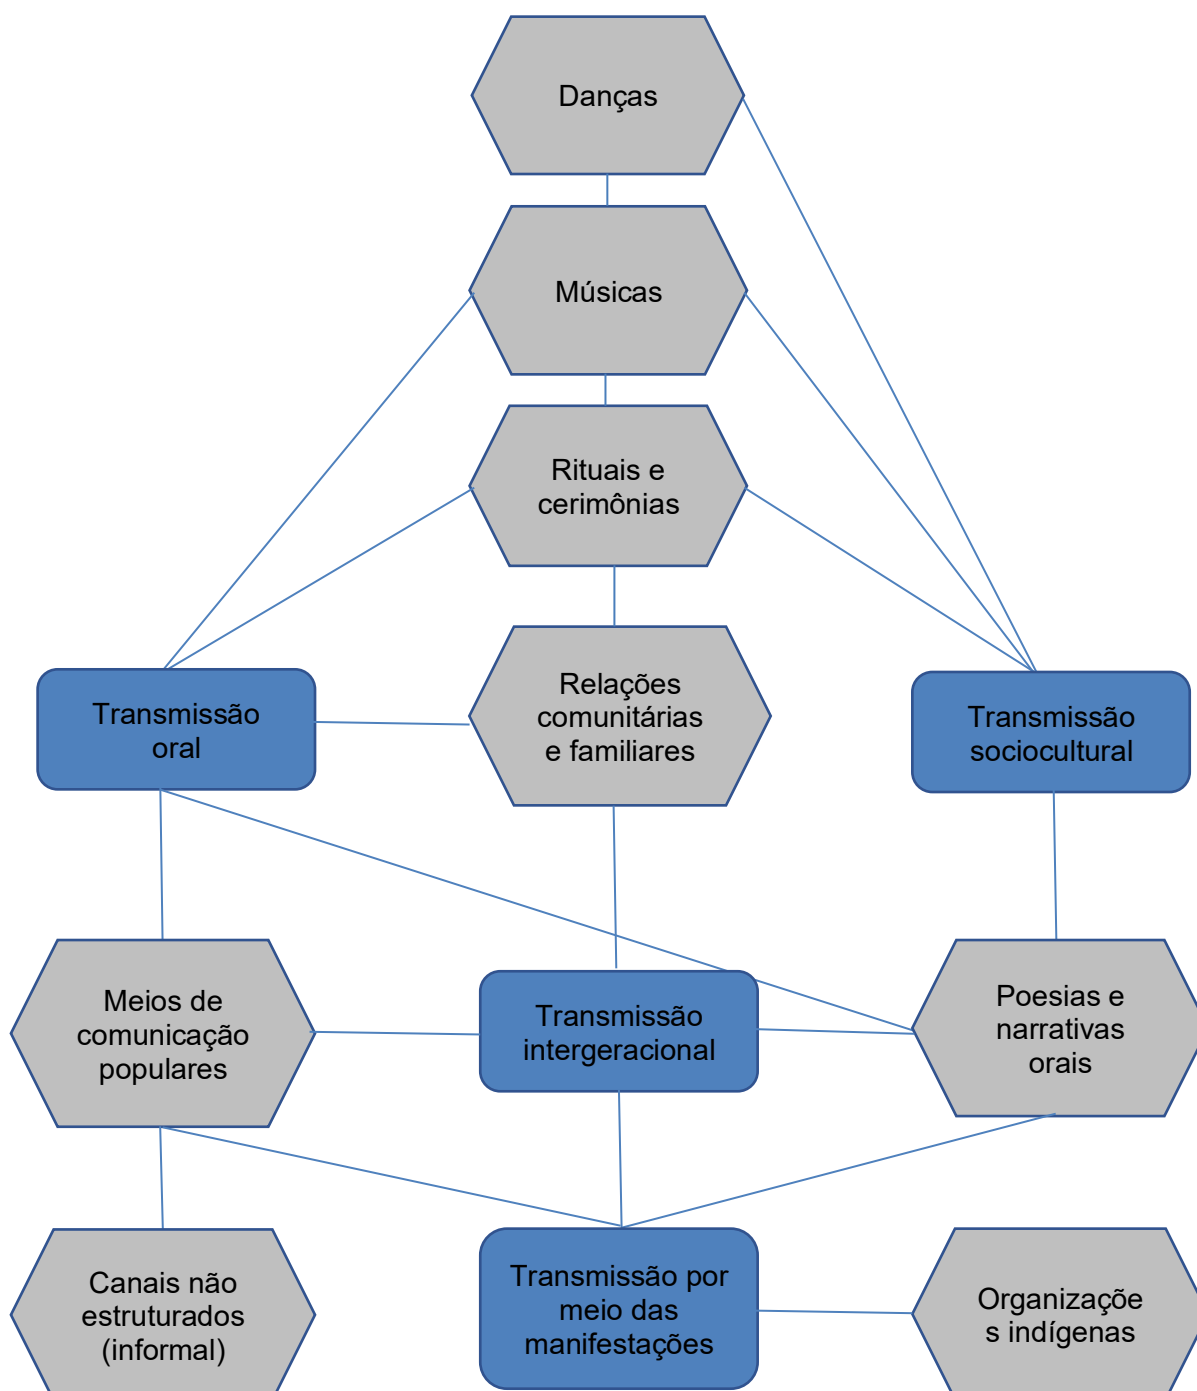 Danças
Músicas
Rituais e
cerimônias
Transmissão
oral
Relações
comunitárias
e familiares
Transmissão
sociocultural
Meios de
comunicação
populares
Transmissão
intergeracional
Poesias e
narrativas
orais
Canais não
estruturados
(informal)
Transmissão por
meio das
manifestações
Organizaçõe
s indígenas